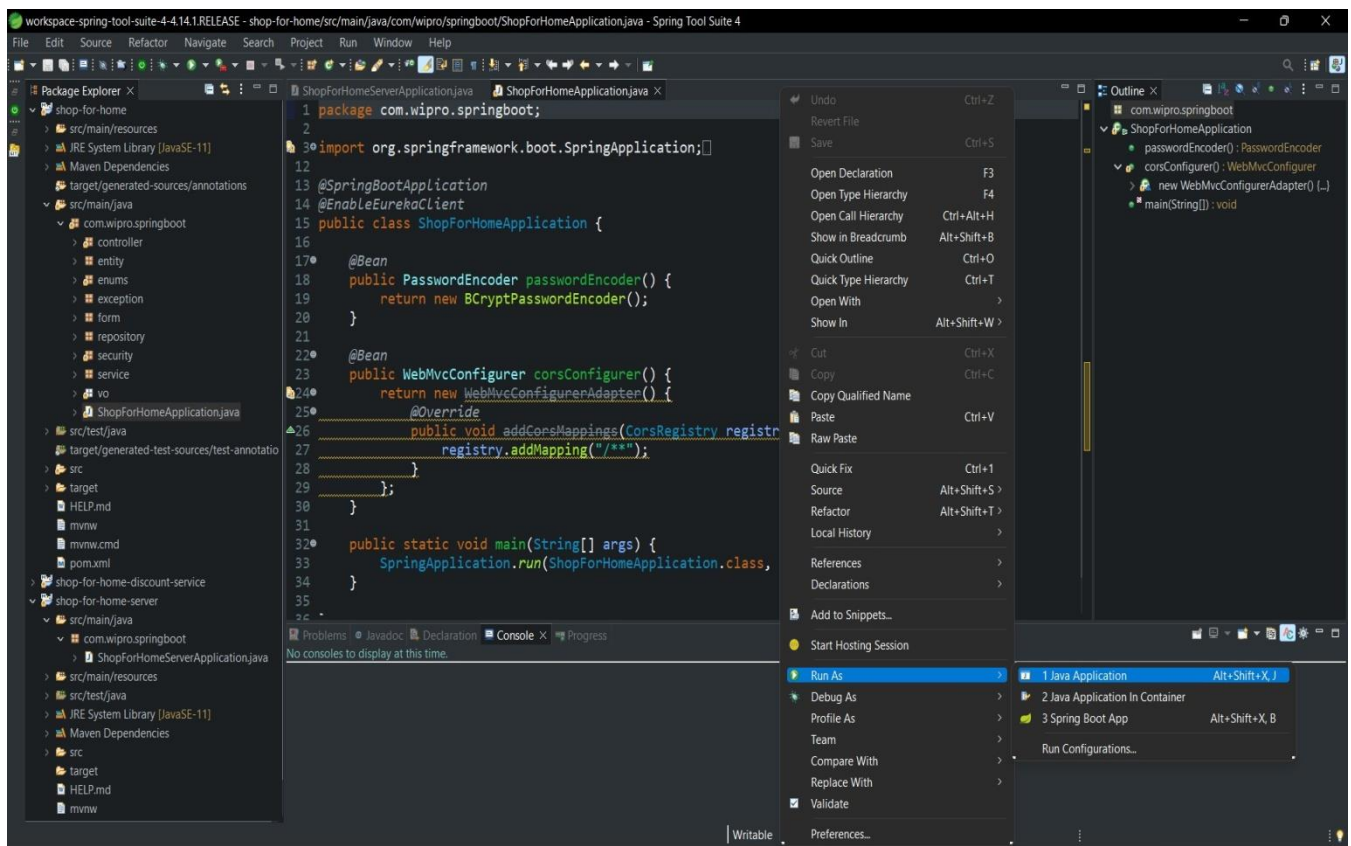 workspace-spring-tool-suite-4-4.14.1.RELEASE - shop-for-home/src/main/java/com/wipro/springboot/ShopForHomeApplication.java - Spring Tool Suite 4
File Edit Source Refactor Navigate Search Project Run Window Help
Package Explorer
shop-for-home
src/main/resources
JRE System Library [JavaSE-11]
Maven Dependencies
target/generated-sources/annotations
src/main/java
com.wipro.springboot
controller
entity
enums
exception
form
repository
security
service
vo
ShopForHomeApplication.java
src/test/java
target/generated-test-sources/test-annotatio
src
target
HELP.md
mvnw
mvnw.cmd
pom.xml
shop-for-home-discount-service
shop-for-home-server
src/main/java
com.wipro.springboot
ShopForHomeServerApplication.java
src/main/resources
src/test/java
JRE System Library [JavaSE-11]
Maven Dependencies
src
target
HELP.md
mvnw
ShopForHomeServerApplication.java ShopForHomeApplication.java
1 package com.wipro.springboot;
2
3 import org.springframework.boot.SpringApplication;
12
13 @SpringBootApplication
14 @EnableEurekaClient
15 public class ShopForHomeApplication {
16
17 @Bean
18 public PasswordEncoder passwordEncoder() {
19 return new BCryptPasswordEncoder();
20 }
21
22 @Bean
23 public WebMvcConfigurer corsConfigurer() {
24 return new WebMvcConfigurerAdapter() {
25 @Override
26 public void addCorsMappings(CorsRegistry registr
27 registry.addMapping("/**");
28 }
29 };
30 }
31
32 public static void main(String[] args) {
33 SpringApplication.run(ShopForHomeApplication.class,
34 }
35
Problems Javadoc Declaration Console Progress
No consoles to display at this time.
Undo Ctrl+Z
Revert File
Save Ctrl+S
Open Declaration F3
Open Type Hierarchy F4
Open Call Hierarchy Ctrl+Alt+H
Show in Breadcrumb Alt+Shift+B
Quick Outline Ctrl+O
Quick Type Hierarchy Ctrl+T
Open With
Show In Alt+Shift+W
Cut Ctrl+X
Copy Ctrl+C
Copy Qualified Name
Paste Ctrl+V
Raw Paste
Quick Fix Ctrl+1
Source Alt+Shift+S
Refactor Alt+Shift+T
Local History
References
Declarations
Add to Snippets...
Start Hosting Session
Run As
Debug As
Profile As
Team
Compare With
Replace With
Validate
Preferences...
1 Java Application Alt+Shift+X, J
2 Java Application In Container
3 Spring Boot App Alt+Shift+X, B
Run Configurations...
Outline
com.wipro.springboot
ShopForHomeApplication
passwordEncoder() : PasswordEncoder
corsConfigurer() : WebMvcConfigurer
new WebMvcConfigurerAdapter() {...}
main(String[]) : void
Writable